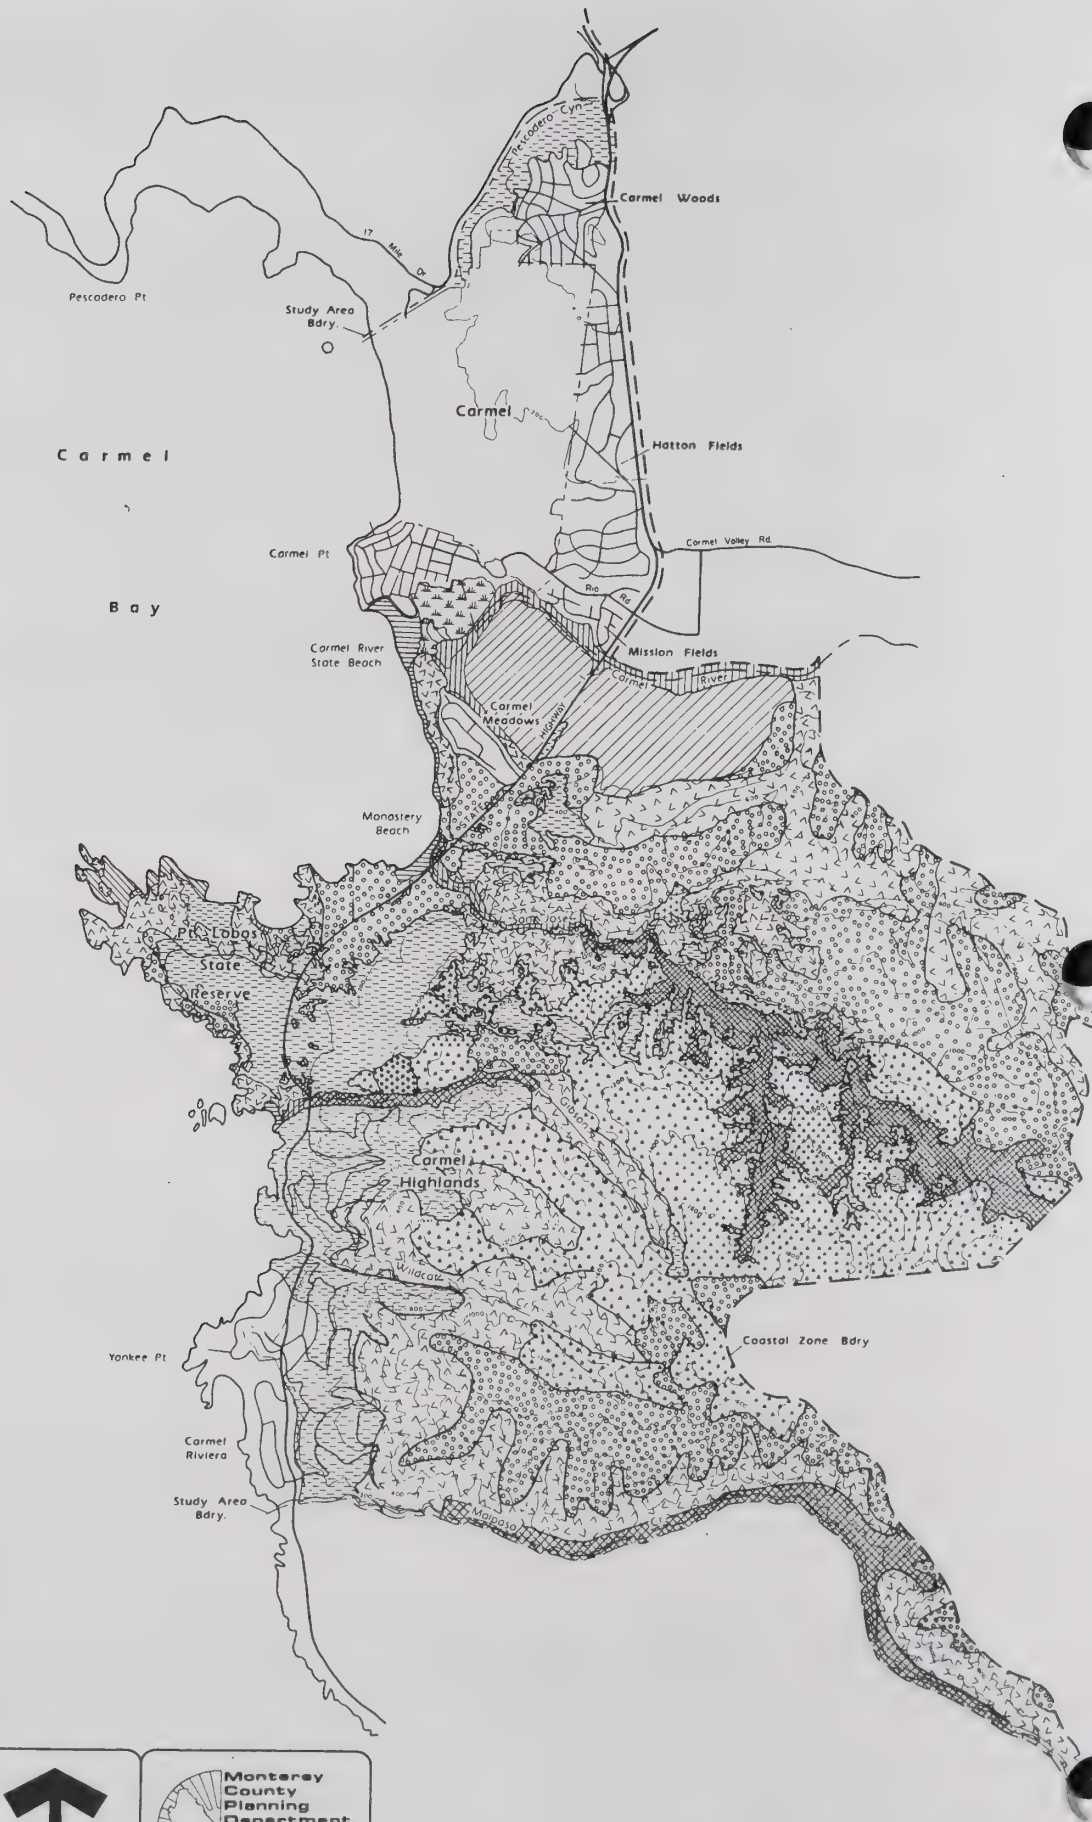 Pescadero Cyn
Carmel Woods
17 Mile Dr
Pescadero Pt
Study Area
Bdry.
Carmel
700
Carmel
Hatton Fields
Carmel Valley Rd.
Carmel Pt
Rio Rd
Bay
Carmel River
State Beach
Mission Fields
Carmel River
Carmel
Meadows
STATE HIGHWAY
Monastery
Beach
Pt. Lobos
State
Reserve
San Jose
Gibson
Carmel
Highlands
Wildcat
Coastal Zone Bdry
Yankee Pt
Carmel
Riviera
Study Area
Bdry.
Malpaso
Monterey
County
Planning
Department